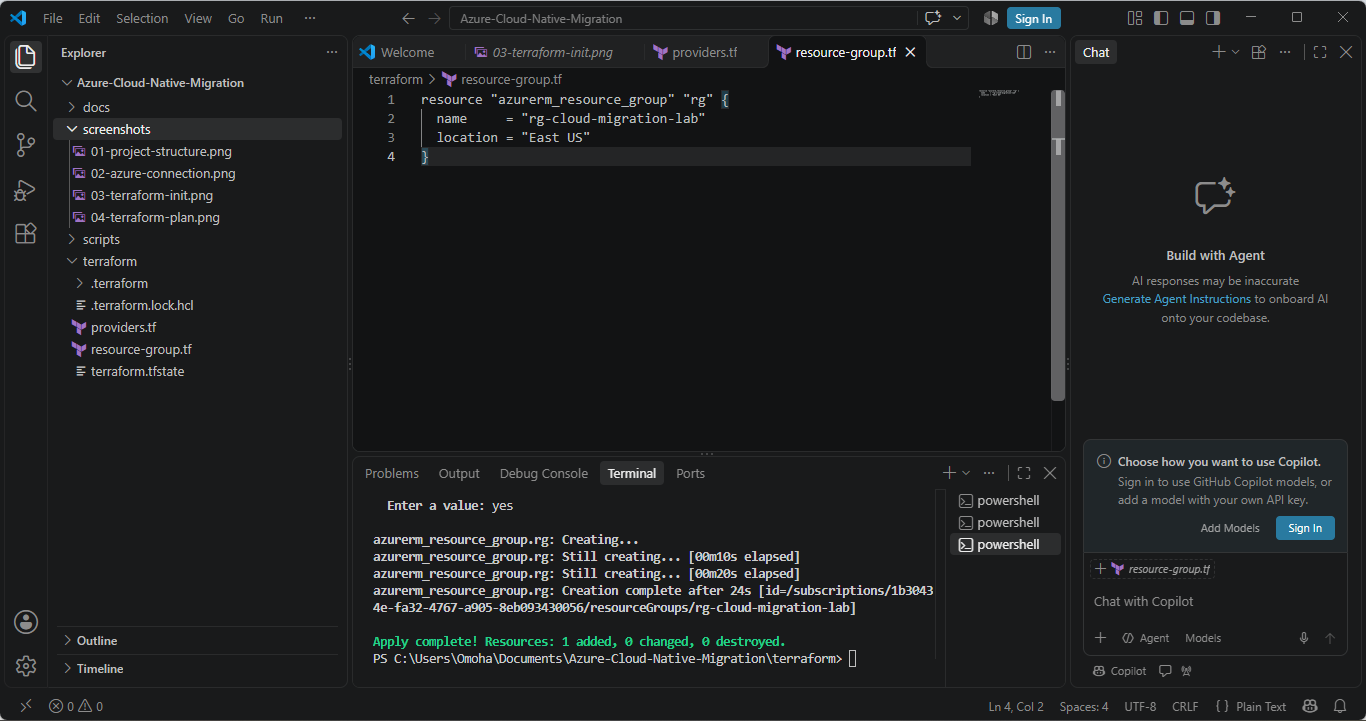 File Edit Selection View Go Run ···
Azure-Cloud-Native-Migration
Sign In
Explorer
Azure-Cloud-Native-Migration
docs
screenshots
01-project-structure.png
02-azure-connection.png
03-terraform-init.png
04-terraform-plan.png
scripts
terraform
.terraform
.terraform.lock.hcl
providers.tf
resource-group.tf
terraform.tfstate
Outline
Timeline
Welcome 03-terraform-init.png providers.tf resource-group.tf
terraform > resource-group.tf
1 resource "azurerm_resource_group" "rg" {
2 name = "rg-cloud-migration-lab"
3 location = "East US"
4 }
Problems Output Debug Console Terminal Ports
Enter a value: yes
azurerm_resource_group.rg: Creating...
azurerm_resource_group.rg: Still creating... [00m10s elapsed]
azurerm_resource_group.rg: Still creating... [00m20s elapsed]
azurerm_resource_group.rg: Creation complete after 24s [id=/subscriptions/1b3043
4e-fa32-4767-a905-8eb093430056/resourceGroups/rg-cloud-migration-lab]
Apply complete! Resources: 1 added, 0 changed, 0 destroyed.
PS C:\Users\Omoha\Documents\Azure-Cloud-Native-Migration\terraform>
powershell
powershell
powershell
Chat
Build with Agent
AI responses may be inaccurate
Generate Agent Instructions to onboard AI
onto your codebase.
Choose how you want to use Copilot.
Sign in to use GitHub Copilot models, or
add a model with your own API key.
Add Models Sign In
resource-group.tf
Chat with Copilot
Agent Models
Copilot
0 0
Ln 4, Col 2 Spaces: 4 UTF-8 CRLF { } Plain Text